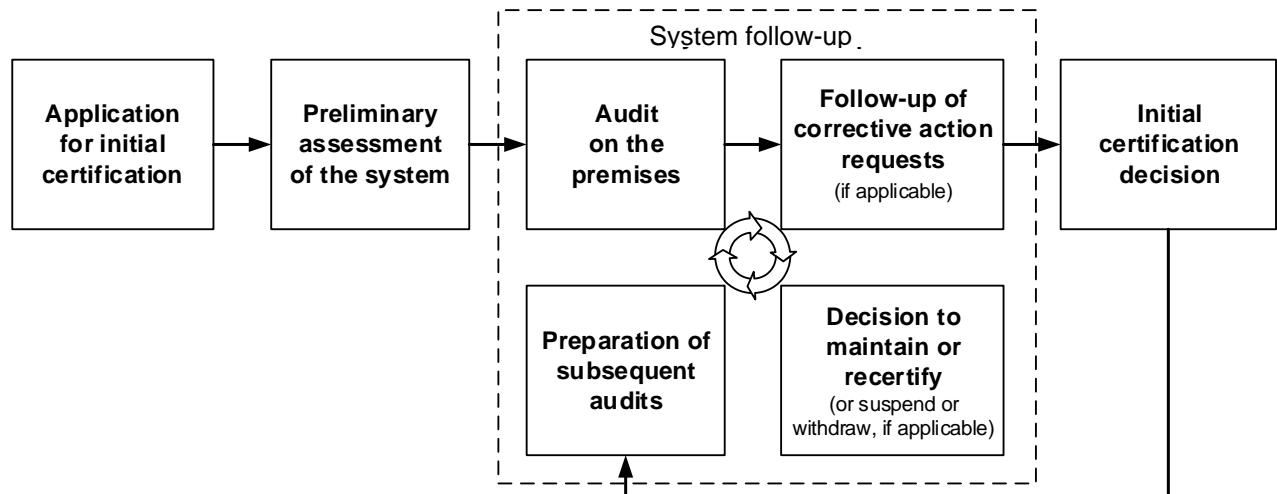 System follow-up
Application
for initial
certification
Preliminary
assessment
of the system
Audit
on the
premises
Follow-up of
corrective action
requests
(if applicable)
Initial
certification
decision
Preparation of
subsequent
audits
Decision to
maintain or
recertify
(or suspend or
withdraw, if applicable)